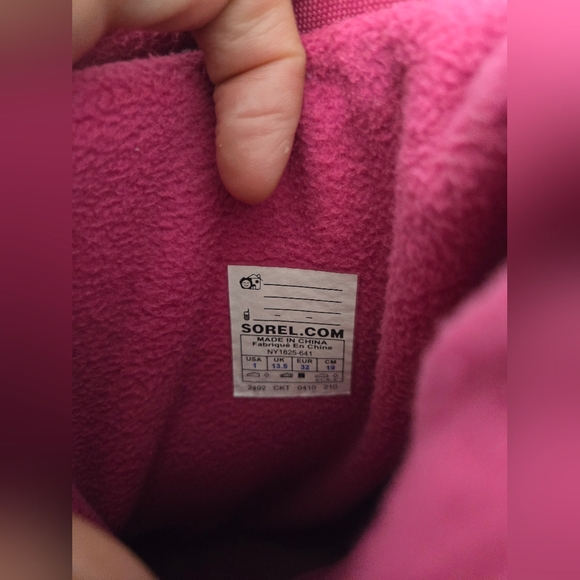 SOREL.COM
MADE IN CHINA
Fabriqué En Chine
NY1825-641
USA UK EUR CM
1 13.5 32 19
2492 CKT 0410 210